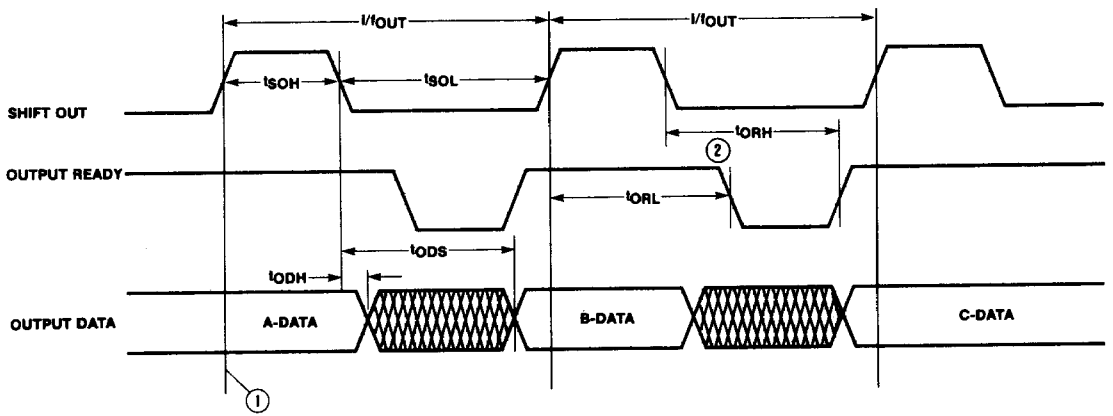 I/fOUT
I/fOUT
tSOH
tSOL
SHIFT OUT
tORH
2
OUTPUT READY
tORL
tODS
tODH
OUTPUT DATA
A-DATA
B-DATA
C-DATA
1